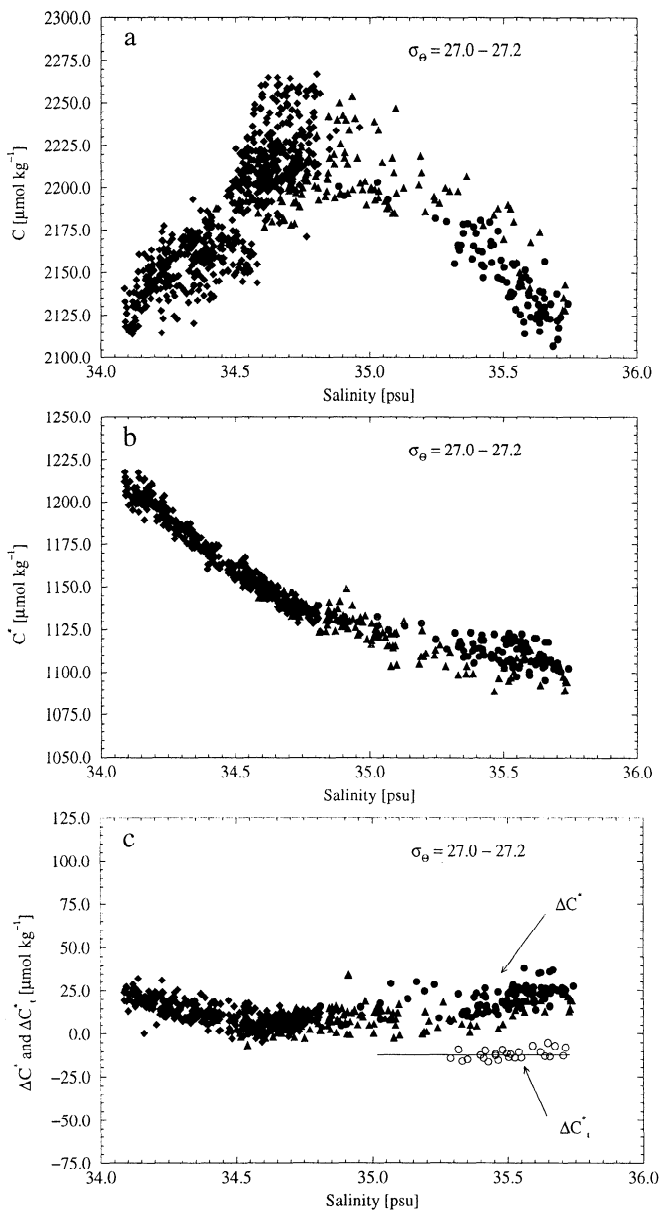 a
σΘ = 27.0 – 27.2
2300.0
2275.0
2250.0
2225.0
2200.0
2175.0
2150.0
2125.0
2100.0
C [µmol kg⁻¹]
34.0 34.5 35.0 35.5 36.0
Salinity [psu]
b
σΘ = 27.0 – 27.2
1250.0
1225.0
1200.0
1175.0
1150.0
1125.0
1100.0
1075.0
1050.0
C* [µmol kg⁻¹]
34.0 34.5 35.0 35.5 36.0
Salinity [psu]
c
σΘ = 27.0 – 27.2
125.0
100.0
75.0
50.0
25.0
0.0
−25.0
−50.0
−75.0
ΔC* and ΔC*t [µmol kg⁻¹]
ΔC*
ΔC*t
34.0 34.5 35.0 35.5 36.0
Salinity [psu]